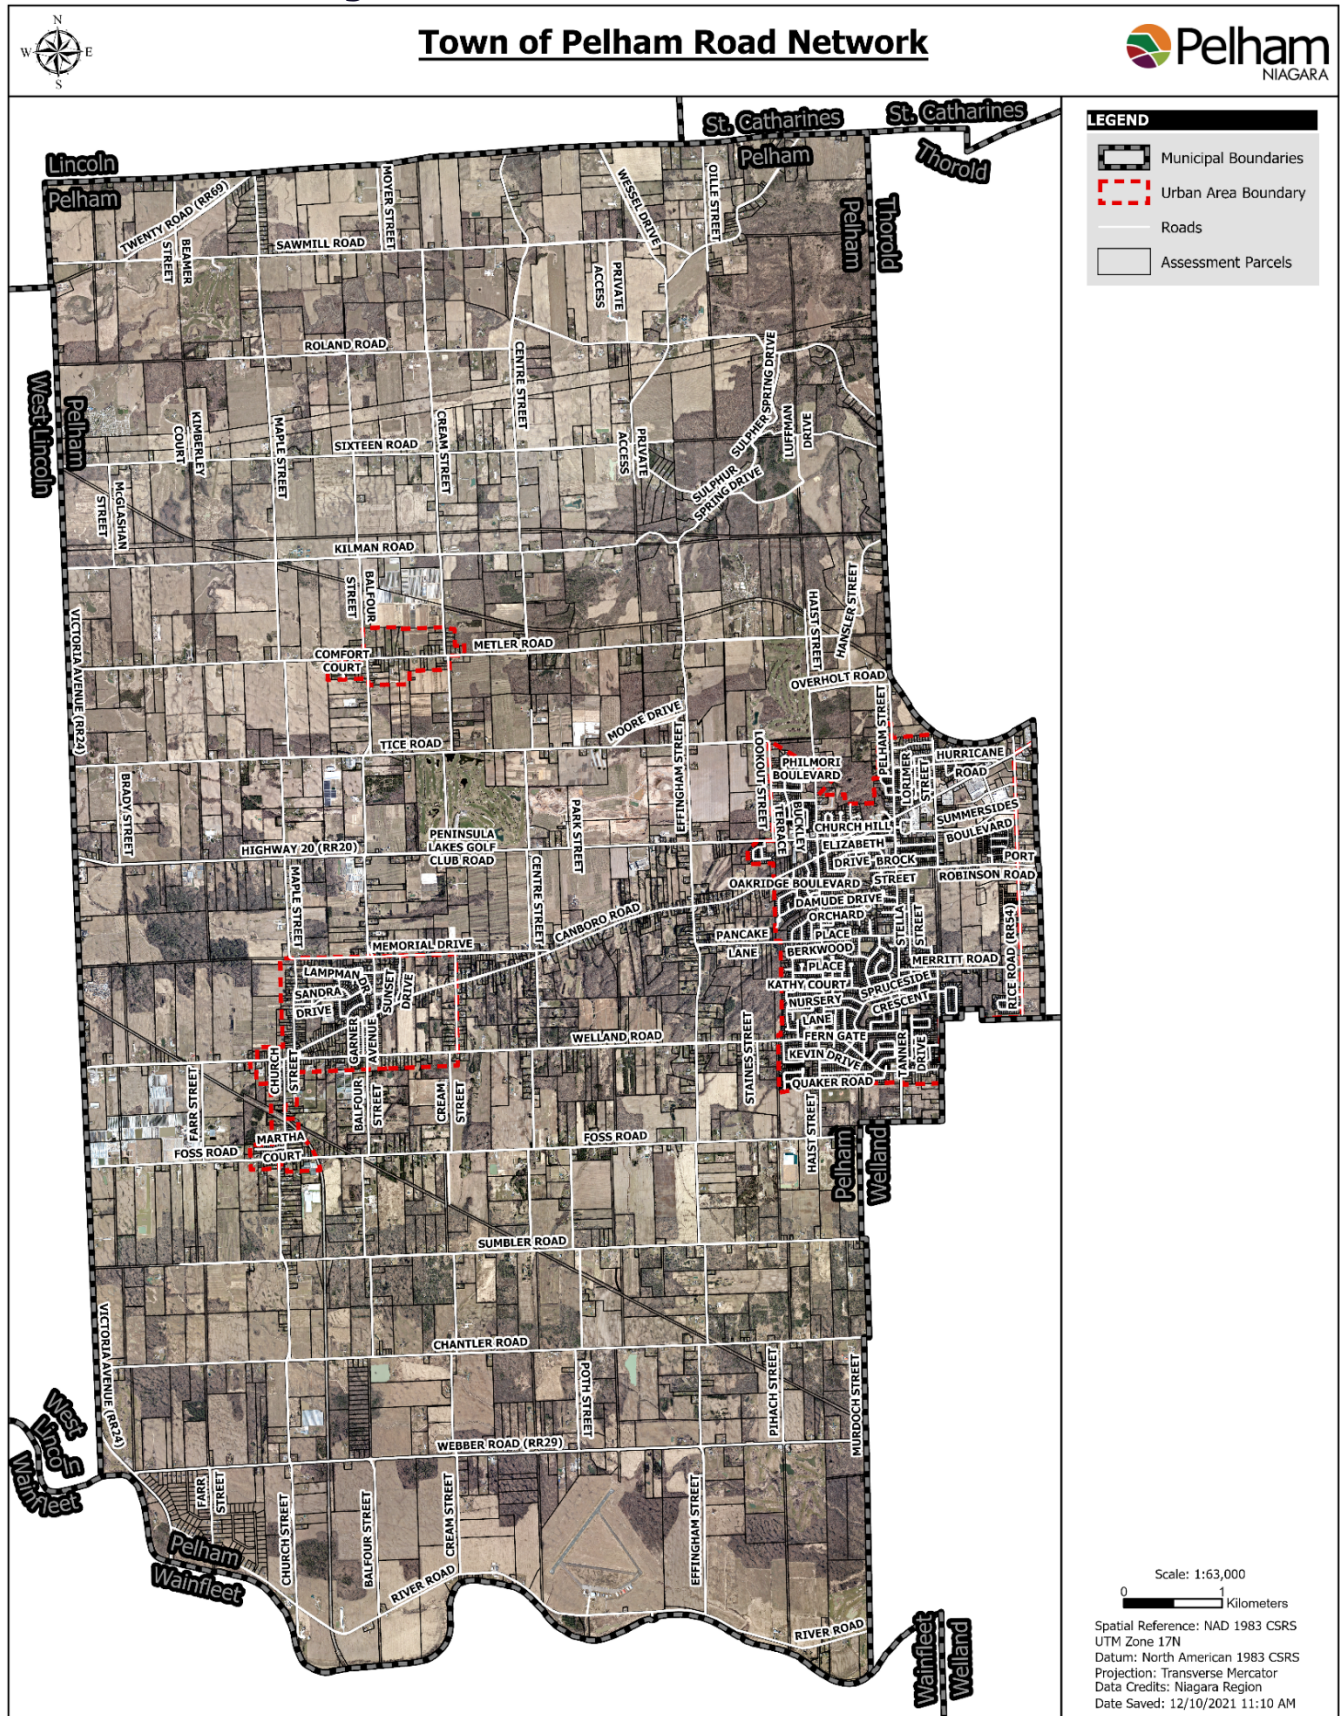 N
W E
S
Town of Pelham Road Network
Pelham
NIAGARA
LEGEND
Municipal Boundaries
Urban Area Boundary
Roads
Assessment Parcels
St. Catharines
St. Catharines
Pelham
Thorold
Lincoln
Pelham
Pelham
Thorold
TWENTY ROAD (RR69)
BEAMER
STREET
SAWMILL ROAD
MOYER STREET
WESSEL DRIVE
OILLE STREET
PRIVATE
ACCESS
ROLAND ROAD
CENTRE STREET
SULPHER SPRING DRIVE
West Lincoln
Pelham
KIMBERLEY
COURT
MAPLE STREET
SIXTEEN ROAD
CREAM STREET
PRIVATE
ACCESS
LUFFMAN
DRIVE
SULPHUR
SPRING DRIVE
McGLASHAN
STREET
KILMAN ROAD
BALFOUR
STREET
HAIST STREET
HANSLER STREET
VICTORIA AVENUE (RR24)
COMFORT
COURT
METLER ROAD
OVERHOLT ROAD
MOORE DRIVE
EFFINGHAM STREET
PELHAM STREET
TICE ROAD
LOOKOUT STREET
PHILMORI
BOULEVARD
LORIMER
STREET
HURRICANE
ROAD
BRADY STREET
PARK STREET
TERRACE
BUCKLEY
SUMMERSIDES
BOULEVARD
PENINSULA
LAKES GOLF
CLUB ROAD
HIGHWAY 20 (RR20)
CHURCH HILL
ELIZABETH
DRIVE
BROCK
STREET
PORT
ROBINSON ROAD
MAPLE STREET
CENTRE STREET
OAKRIDGE BOULEVARD
DAMUDE DRIVE
ORCHARD
PLACE
STELLA
STREET
CANBORO ROAD
PANCAKE
LANE
MEMORIAL DRIVE
BERKWOOD
PLACE
MERRITT ROAD
RICE ROAD (RR54)
LAMPMAN
DR
SANDRA
DRIVE
SUNSET
DRIVE
KATHY COURT
SPRUCESIDE
CRESCENT
NURSERY
LANE
GARNER
AVENUE
WELLAND ROAD
FERN GATE
KEVIN DRIVE
TANNER
DRIVE
QUAKER ROAD
STAINES STREET
CHURCH
STREET
FARR STREET
BALFOUR
STREET
CREAM
STREET
HAIST STREET
MARTHA
COURT
FOSS ROAD
FOSS ROAD
Pelham
Welland
SUMBLER ROAD
VICTORIA AVENUE (RR24)
CHANTLER ROAD
POTH STREET
PIHACH STREET
MURDOCH STREET
West
Lincoln
Wainfleet
WEBBER ROAD (RR29)
FARR
STREET
CHURCH STREET
BALFOUR STREET
CREAM STREET
EFFINGHAM STREET
Pelham
Wainfleet
RIVER ROAD
RIVER ROAD
Wainfleet
Welland
Scale: 1:63,000
0 1
Kilometers
Spatial Reference: NAD 1983 CSRS
UTM Zone 17N
Datum: North American 1983 CSRS
Projection: Transverse Mercator
Data Credits: Niagara Region
Date Saved: 12/10/2021 11:10 AM